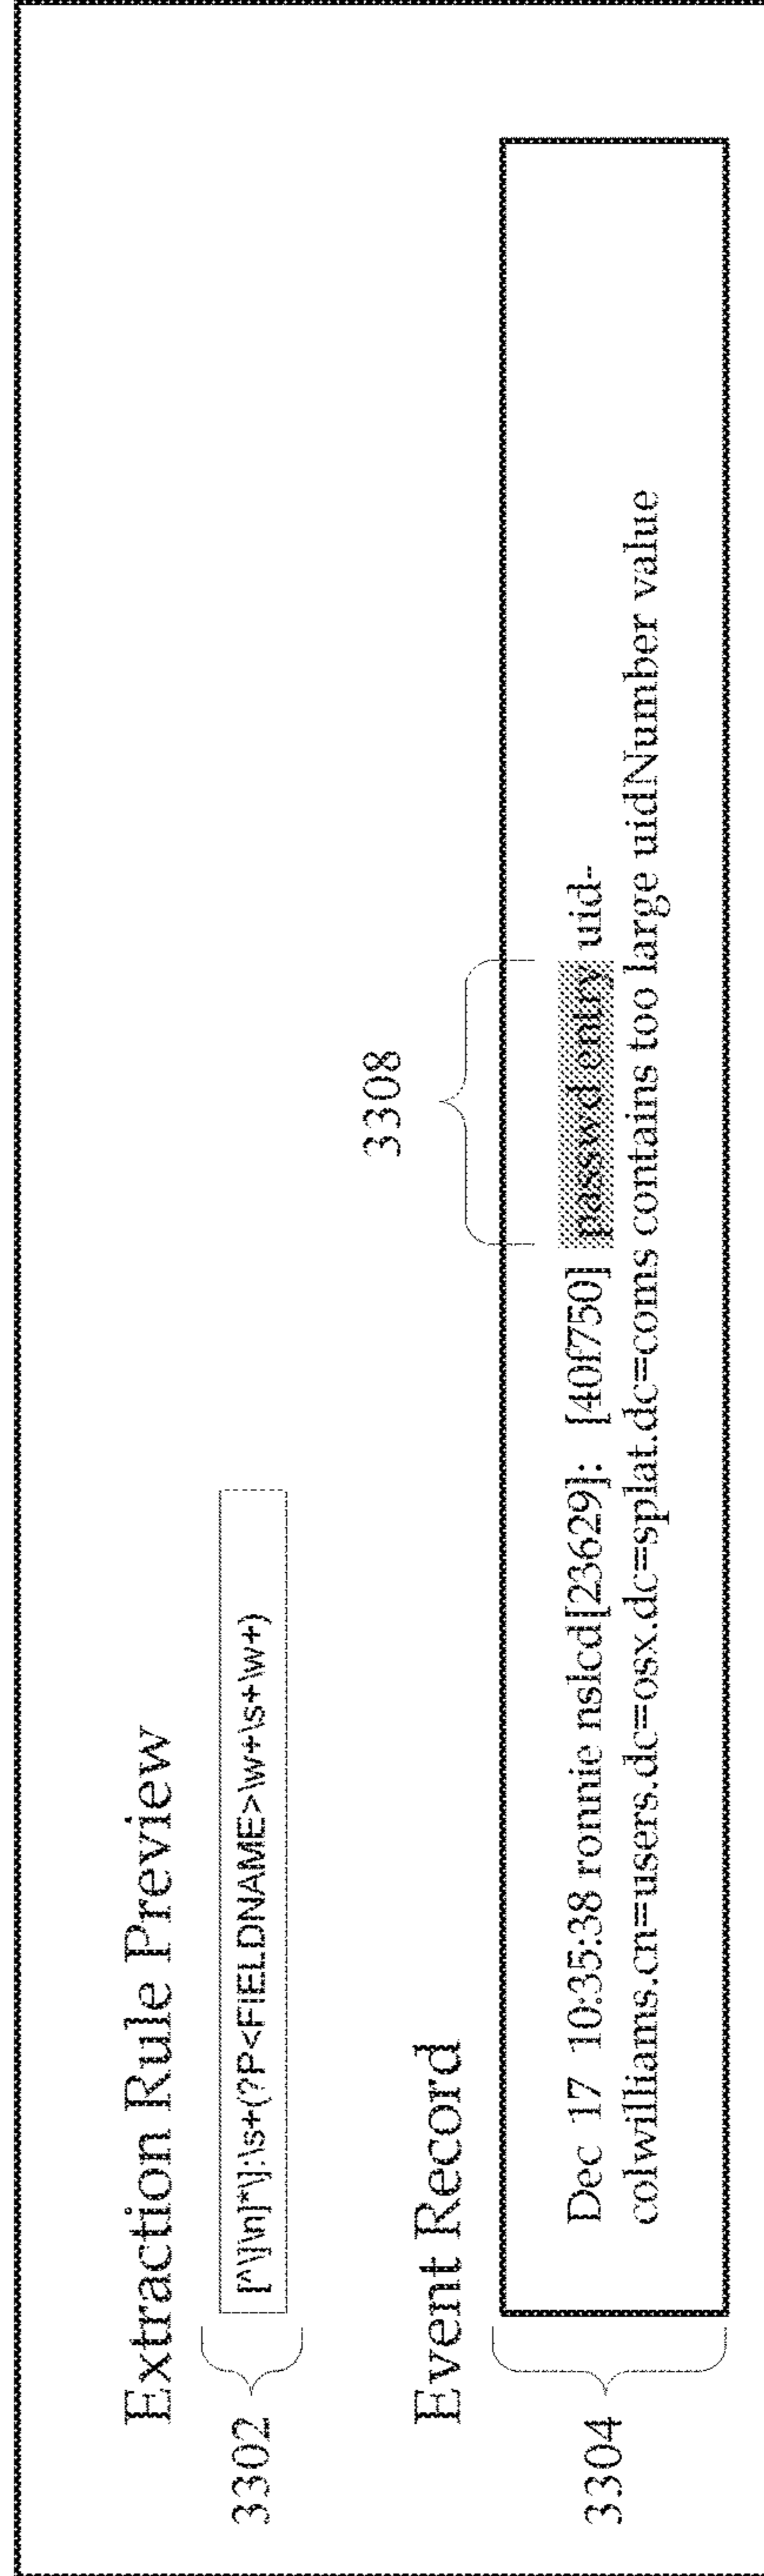 Extraction Rule Preview
3302
[^\]\n]*\]:\s+(?P<FIELDNAME>\w+\s+\w+)
Event Record
3308
3304
Dec 17 10:35:38 ronnie nslcd[23629]: [40f750] passwd entry uid-
colwilliams.cn=users.dc=osx.dc=splat.dc=coms contains too large uidNumber value